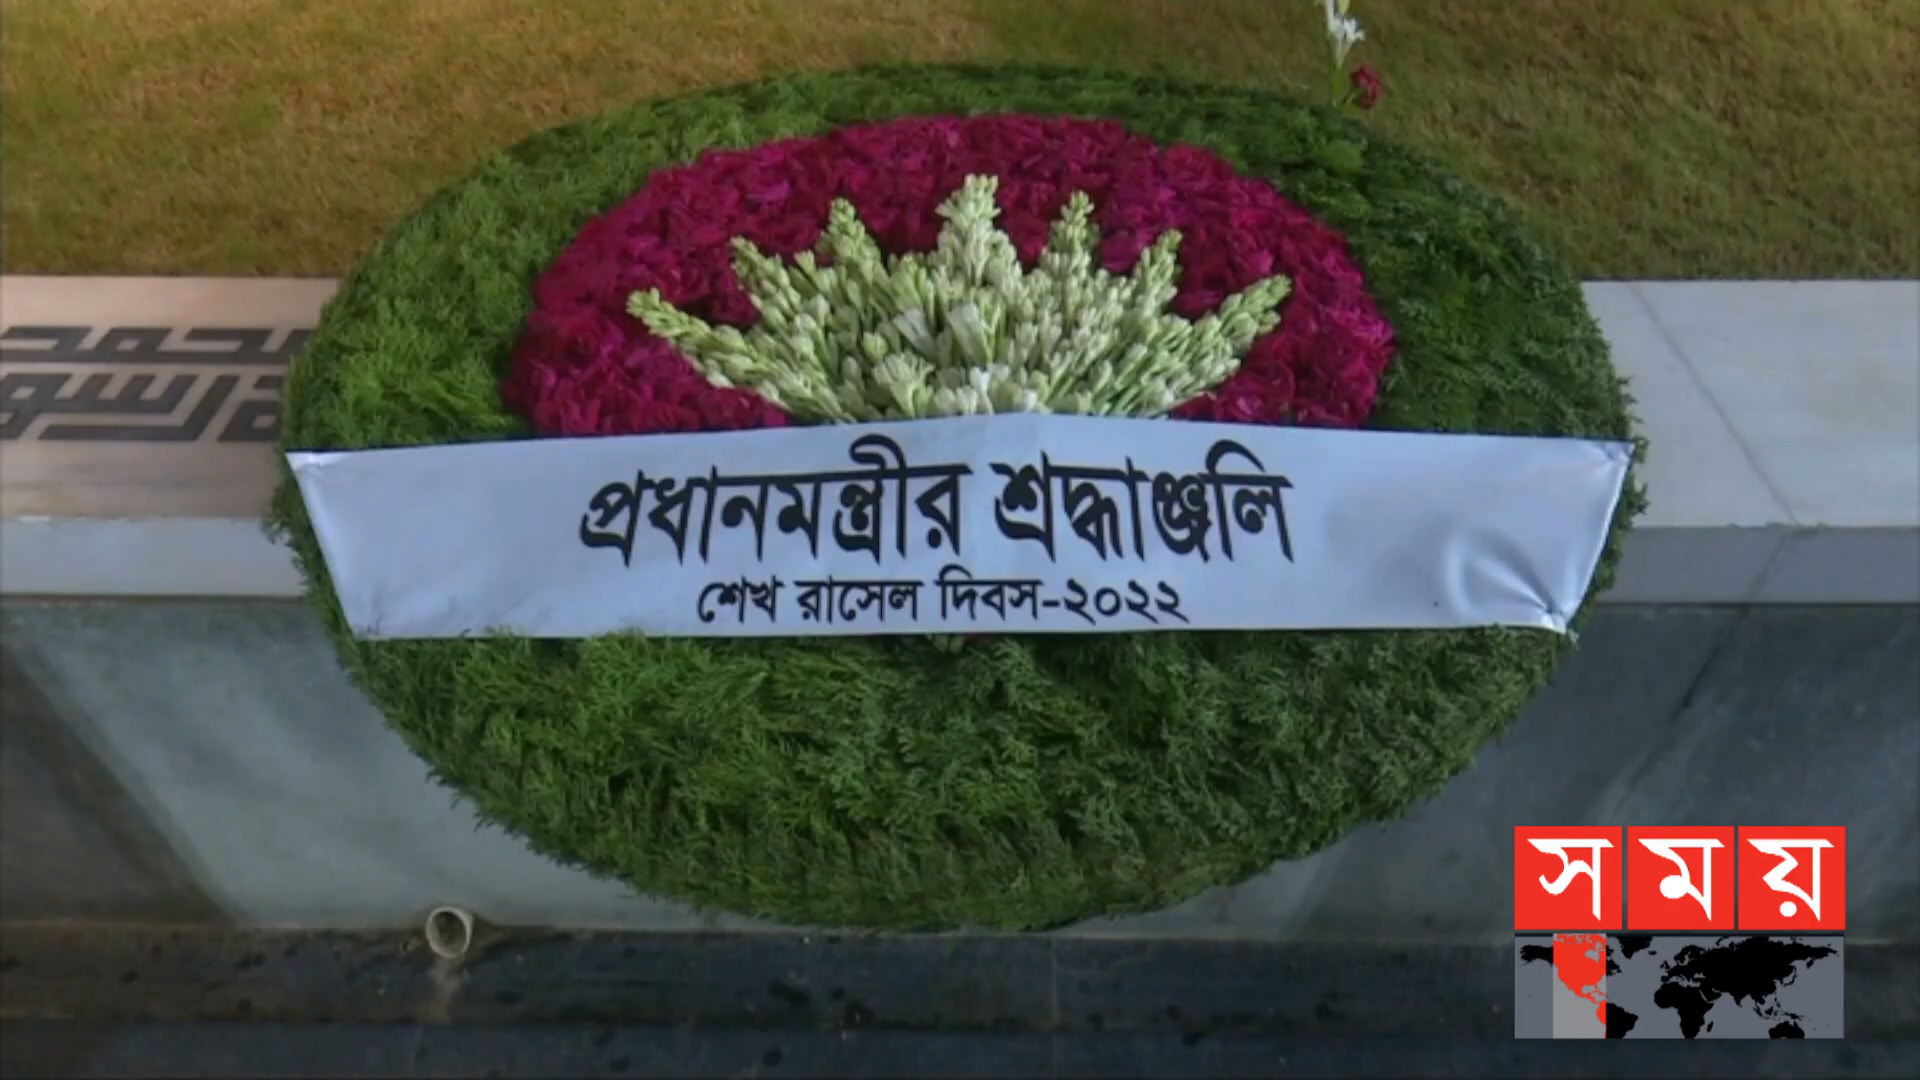 প্রধানমন্ত্রীর শ্রদ্ধাঞ্জলি
শেখ রাসেল দিবস-২০২২
সময়